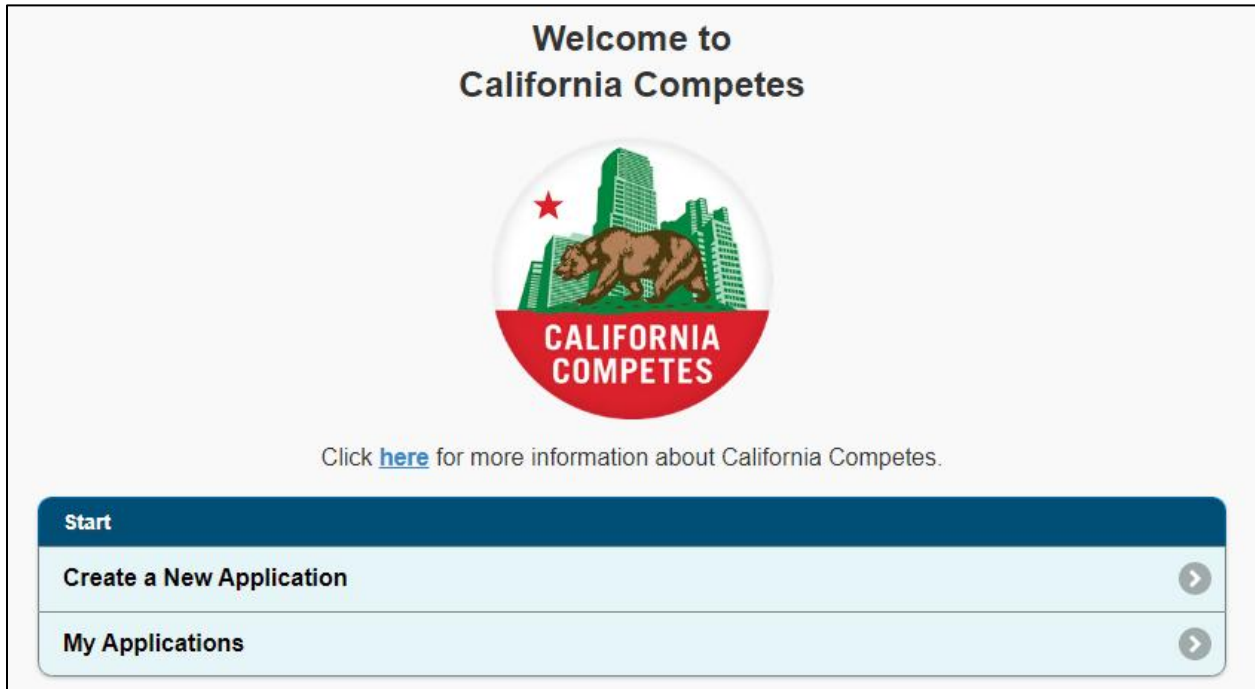 Welcome to
California Competes
CALIFORNIA
COMPETES
Click here for more information about California Competes.
Start
Create a New Application
My Applications